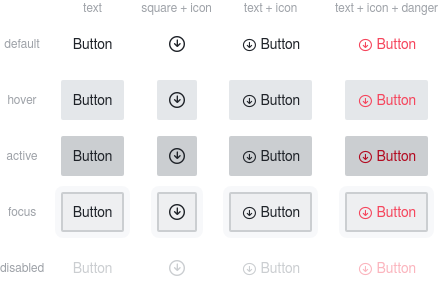 text square + icon text + icon text + icon + danger
default Button Button Button
hover Button Button Button
active Button Button Button
focus Button Button Button
disabled Button Button Button